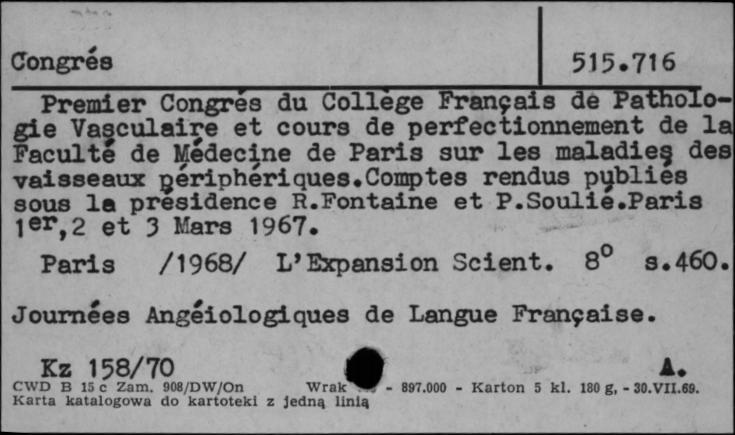 Congrés 515.716
Premier Congrés du Collège Français de Patholo-
gie Vasculaire et cours de perfectionnement de la
Faculté de Médecine de Paris sur les maladies des
vaisseaux périphériques.Comptes rendus publiés
sous la présidence R.Fontaine et P.Soulié.Paris
1er,2 et 3 Mars 1967.
Paris /1968/ L'Expansion Scient. 8° s.460.
Journées Angéiologiques de Langue Française.
Kz 158/70 A.
CWD B 15 c Zam. 908/DW/On Wrak - 897.000 - Karton 5 kl. 180 g, - 30.VII.69.
Karta katalogowa do kartoteki z jedną linią